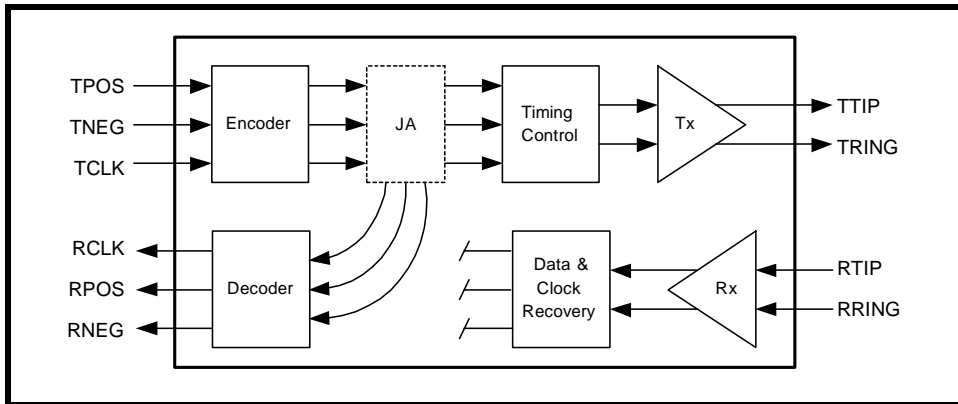 TPOS
TNEG
TCLK
Encoder
JA
Timing
Control
Tx
TTIP
TRING
RCLK
RPOS
RNEG
Decoder
Data &
Clock
Recovery
Rx
RTIP
RRING